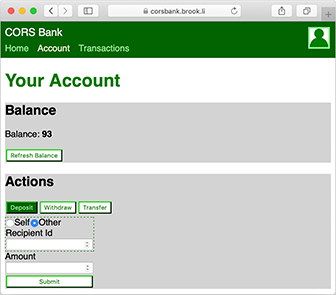 corsbank.brook.li
CORS Bank
Home Account Transactions
Your Account
Balance
Balance: 93
Refresh Balance
Actions
Deposit Withdraw Transfer
Self Other
Recipient Id
Amount
Submit